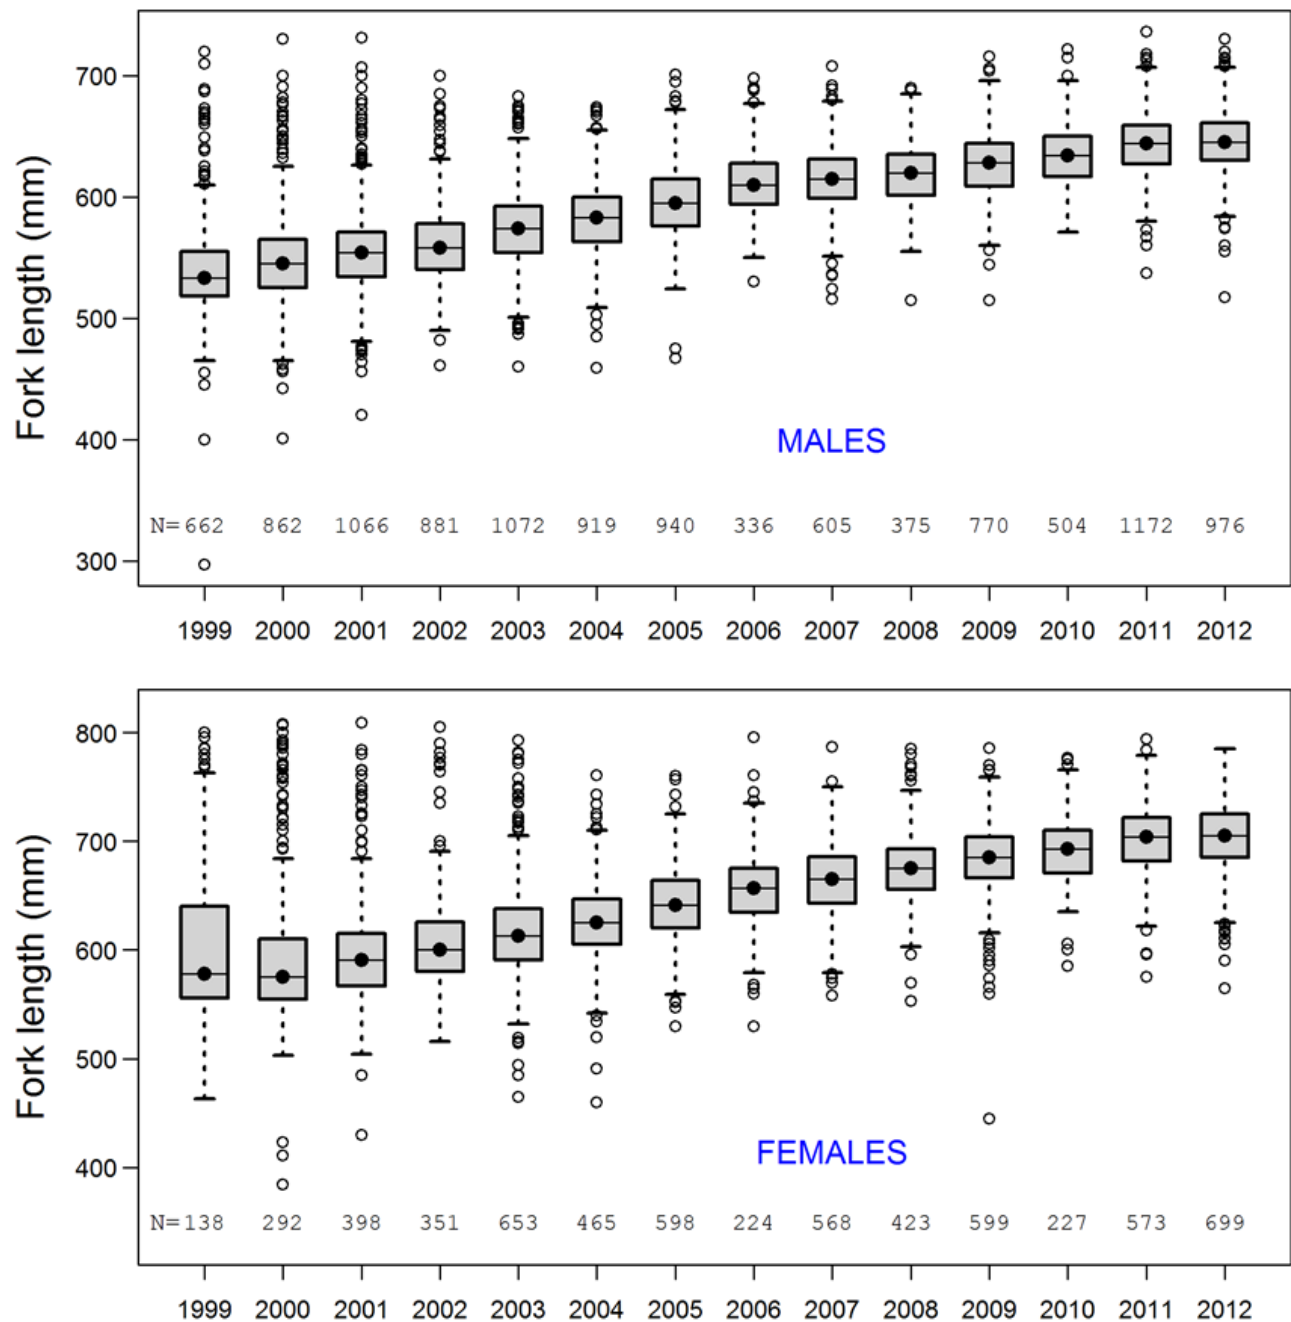 Fork length (mm)
700
600
500
400
300
MALES
N= 662 862 1066 881 1072 919 940 336 605 375 770 504 1172 976
1999 2000 2001 2002 2003 2004 2005 2006 2007 2008 2009 2010 2011 2012
Fork length (mm)
800
700
600
500
400
FEMALES
N= 138 292 398 351 653 465 598 224 568 423 599 227 573 699
1999 2000 2001 2002 2003 2004 2005 2006 2007 2008 2009 2010 2011 2012